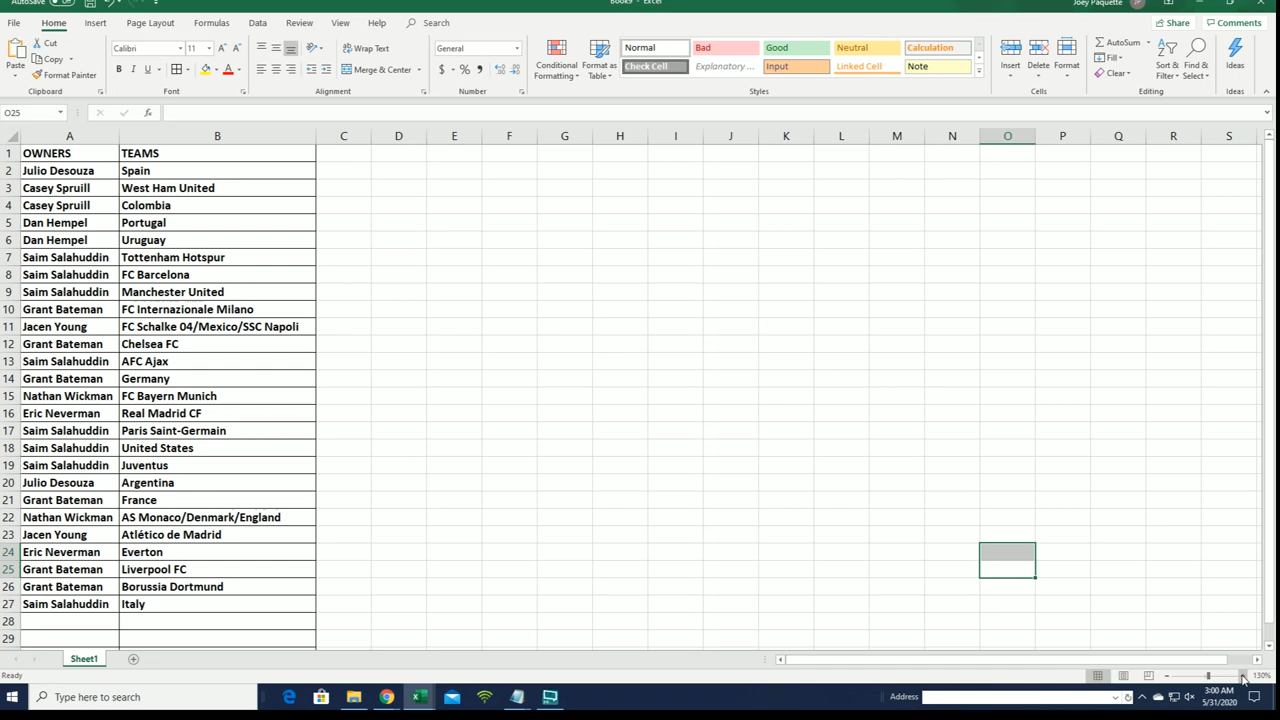 AutoSave Off Book9 - Excel Joey Paquette JP
File Home Insert Page Layout Formulas Data Review View Help Search Share Comments
Paste Cut Copy Format Painter Clipboard
Calibri 11 B I U Font
Wrap Text Merge & Center Alignment
General $ % , Number
Conditional Formatting Format as Table
Normal Bad Good Neutral Calculation
Check Cell Explanatory ... Input Linked Cell Note
Styles
Insert Delete Format Cells
AutoSum Fill Clear Sort & Filter Find & Select Editing
Ideas Ideas
O25 fx
A B C D E F G H I J K L M N O P Q R S
1 OWNERS TEAMS
2 Julio Desouza Spain
3 Casey Spruill West Ham United
4 Casey Spruill Colombia
5 Dan Hempel Portugal
6 Dan Hempel Uruguay
7 Saim Salahuddin Tottenham Hotspur
8 Saim Salahuddin FC Barcelona
9 Saim Salahuddin Manchester United
10 Grant Bateman FC Internazionale Milano
11 Jacen Young FC Schalke 04/Mexico/SSC Napoli
12 Grant Bateman Chelsea FC
13 Saim Salahuddin AFC Ajax
14 Grant Bateman Germany
15 Nathan Wickman FC Bayern Munich
16 Eric Neverman Real Madrid CF
17 Saim Salahuddin Paris Saint-Germain
18 Saim Salahuddin United States
19 Saim Salahuddin Juventus
20 Julio Desouza Argentina
21 Grant Bateman France
22 Nathan Wickman AS Monaco/Denmark/England
23 Jacen Young Atlético de Madrid
24 Eric Neverman Everton
25 Grant Bateman Liverpool FC
26 Grant Bateman Borussia Dortmund
27 Saim Salahuddin Italy
28
29
Sheet1
Ready 130%
Type here to search Address 3:00 AM
5/31/2020